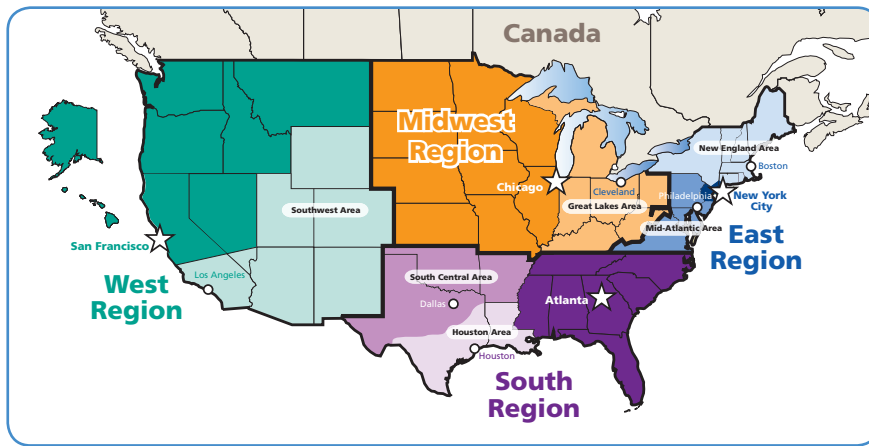 Canada
Midwest
Region
New England Area
Boston
Chicago
Cleveland
Philadelphia
New York
City
Great Lakes Area
Southwest Area
Mid-Atlantic Area
East
Region
San Francisco
Los Angeles
West
Region
South Central Area
Dallas
Atlanta
Houston Area
Houston
South
Region